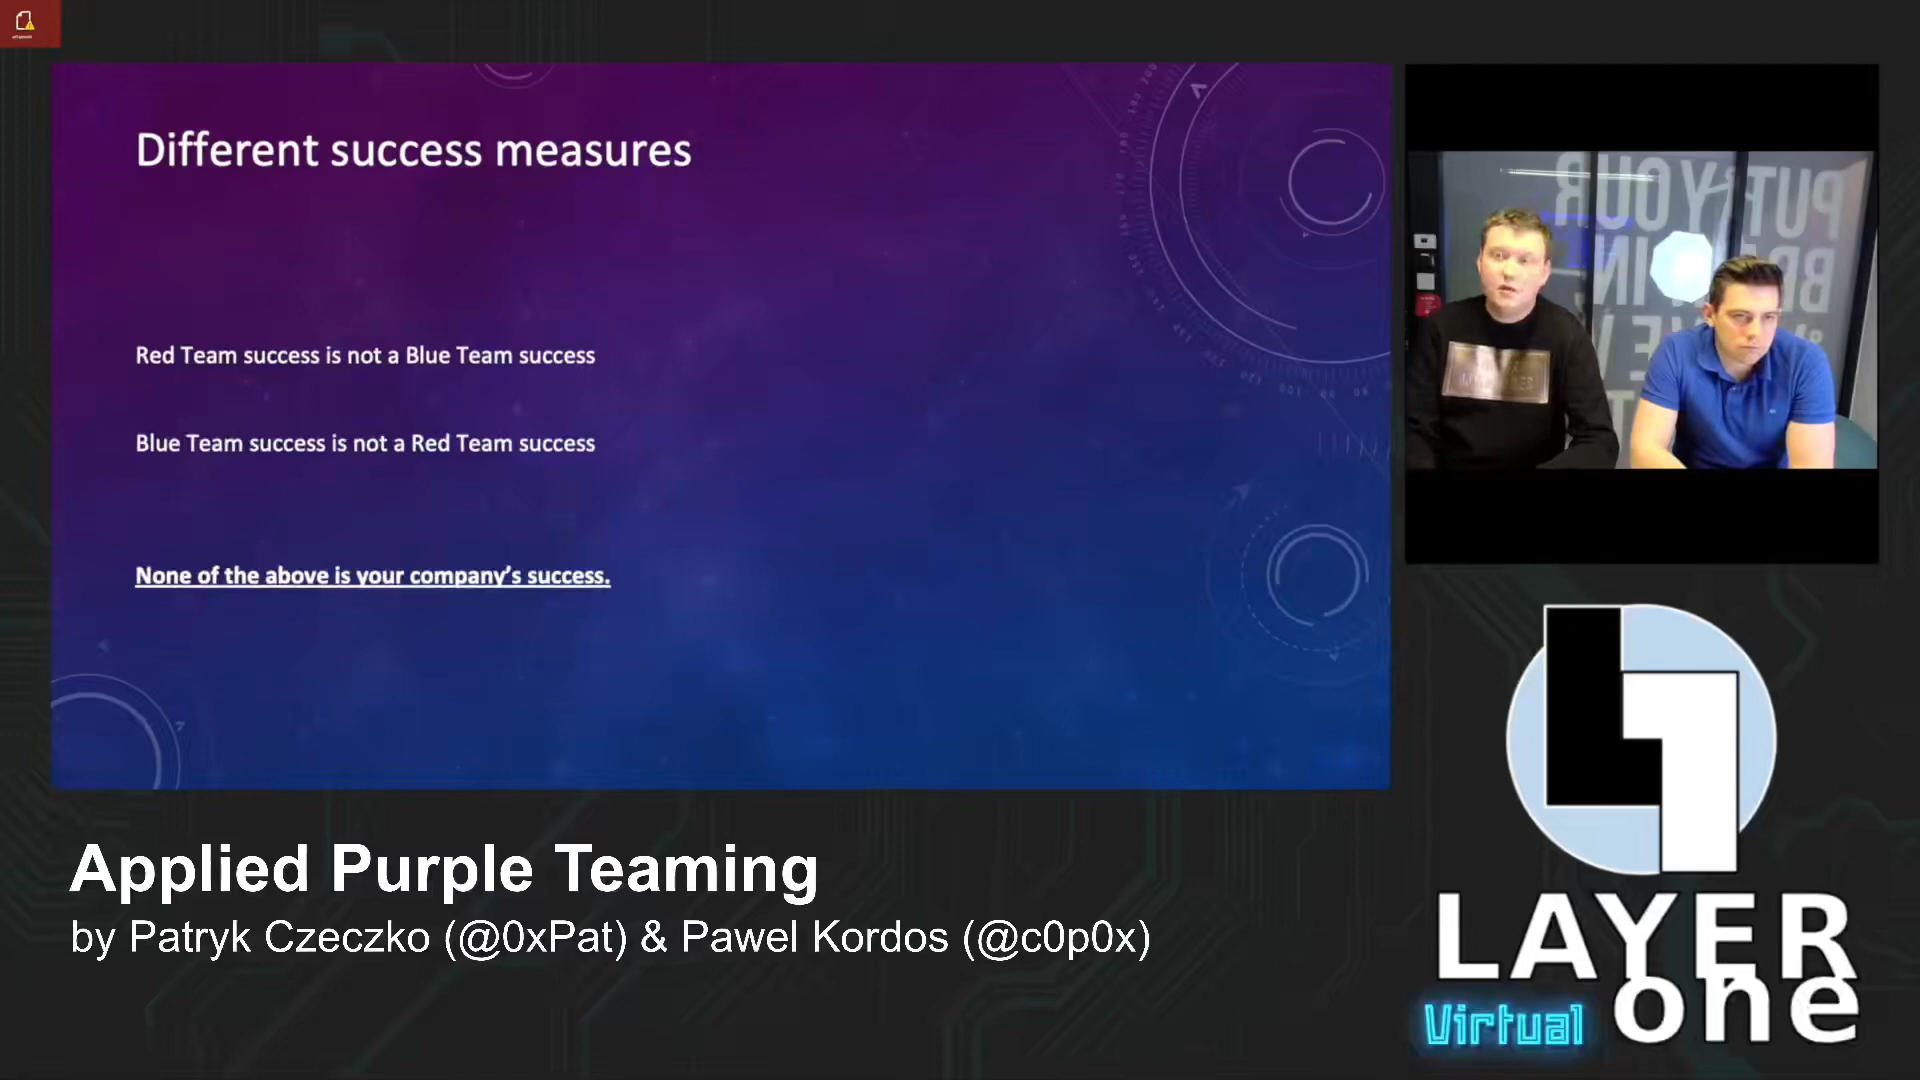 Different success measures
Red Team success is not a Blue Team success
Blue Team success is not a Red Team success
None of the above is your company's success.
PUT YOUR
Applied Purple Teaming
by Patryk Czeczko (@0xPat) & Pawel Kordos (@c0p0x)
LAYER
one
Virtual